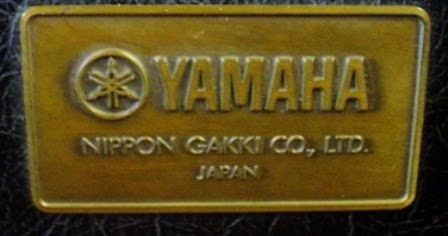 YAMAHA
NIPPON GAKKI CO., LTD.
JAPAN